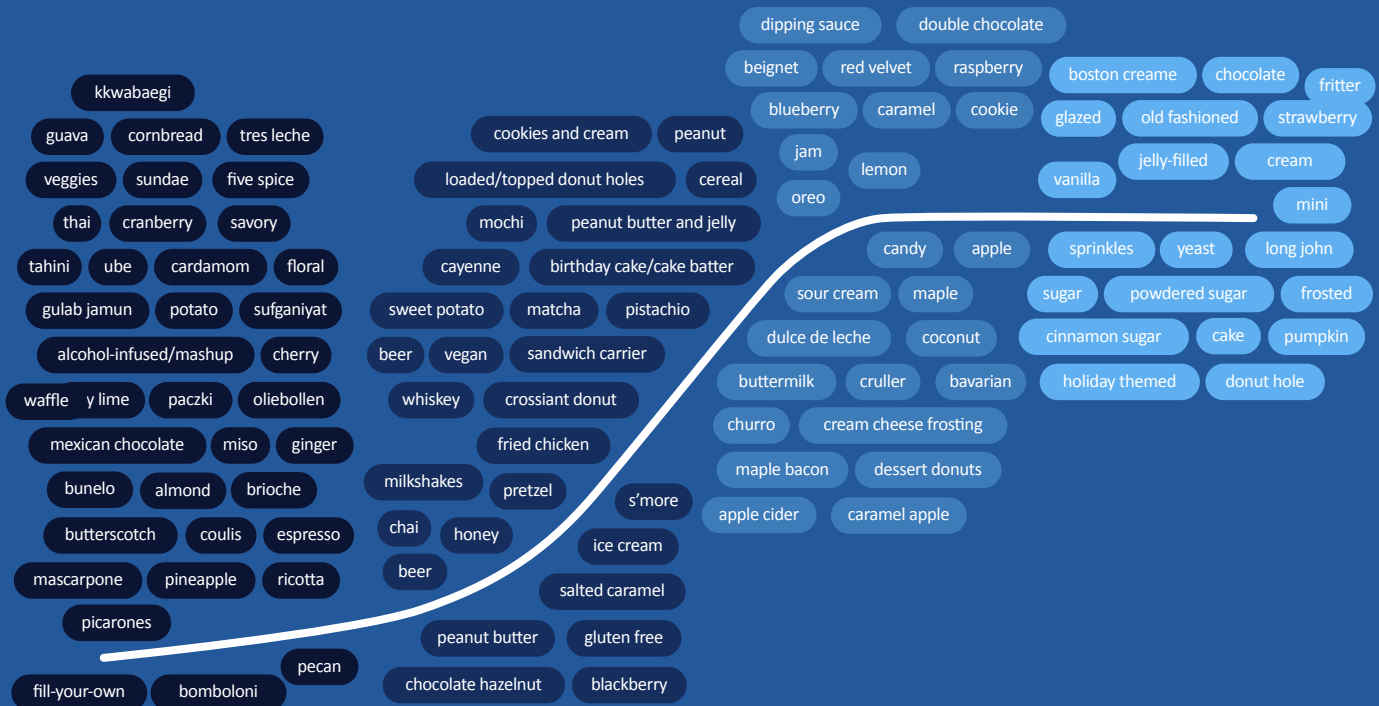 kkwabaegi
guava cornbread tres leche
veggies sundae five spice
thai cranberry savory
tahini ube cardamom floral
gulab jamun potato sufganiyat
alcohol-infused/mashup cherry
waffle y lime paczki oliebollen
mexican chocolate miso ginger
bunelo almond brioche
butterscotch coulis espresso
mascarpone pineapple ricotta
picarones
pecan
fill-your-own bomboloni
cookies and cream peanut
loaded/topped donut holes cereal
mochi peanut butter and jelly
cayenne birthday cake/cake batter
sweet potato matcha pistachio
beer vegan sandwich carrier
whiskey crossiant donut
fried chicken
milkshakes pretzel
s'more
chai honey
ice cream
beer
salted caramel
peanut butter gluten free
chocolate hazelnut blackberry
dipping sauce double chocolate
beignet red velvet raspberry
blueberry caramel cookie
jam
lemon
oreo
candy apple
sour cream maple
dulce de leche coconut
buttermilk cruller bavarian
churro cream cheese frosting
maple bacon dessert donuts
apple cider caramel apple
boston creame chocolate fritter
glazed old fashioned strawberry
jelly-filled cream
vanilla
mini
sprinkles yeast long john
sugar powdered sugar frosted
cinnamon sugar cake pumpkin
holiday themed donut hole